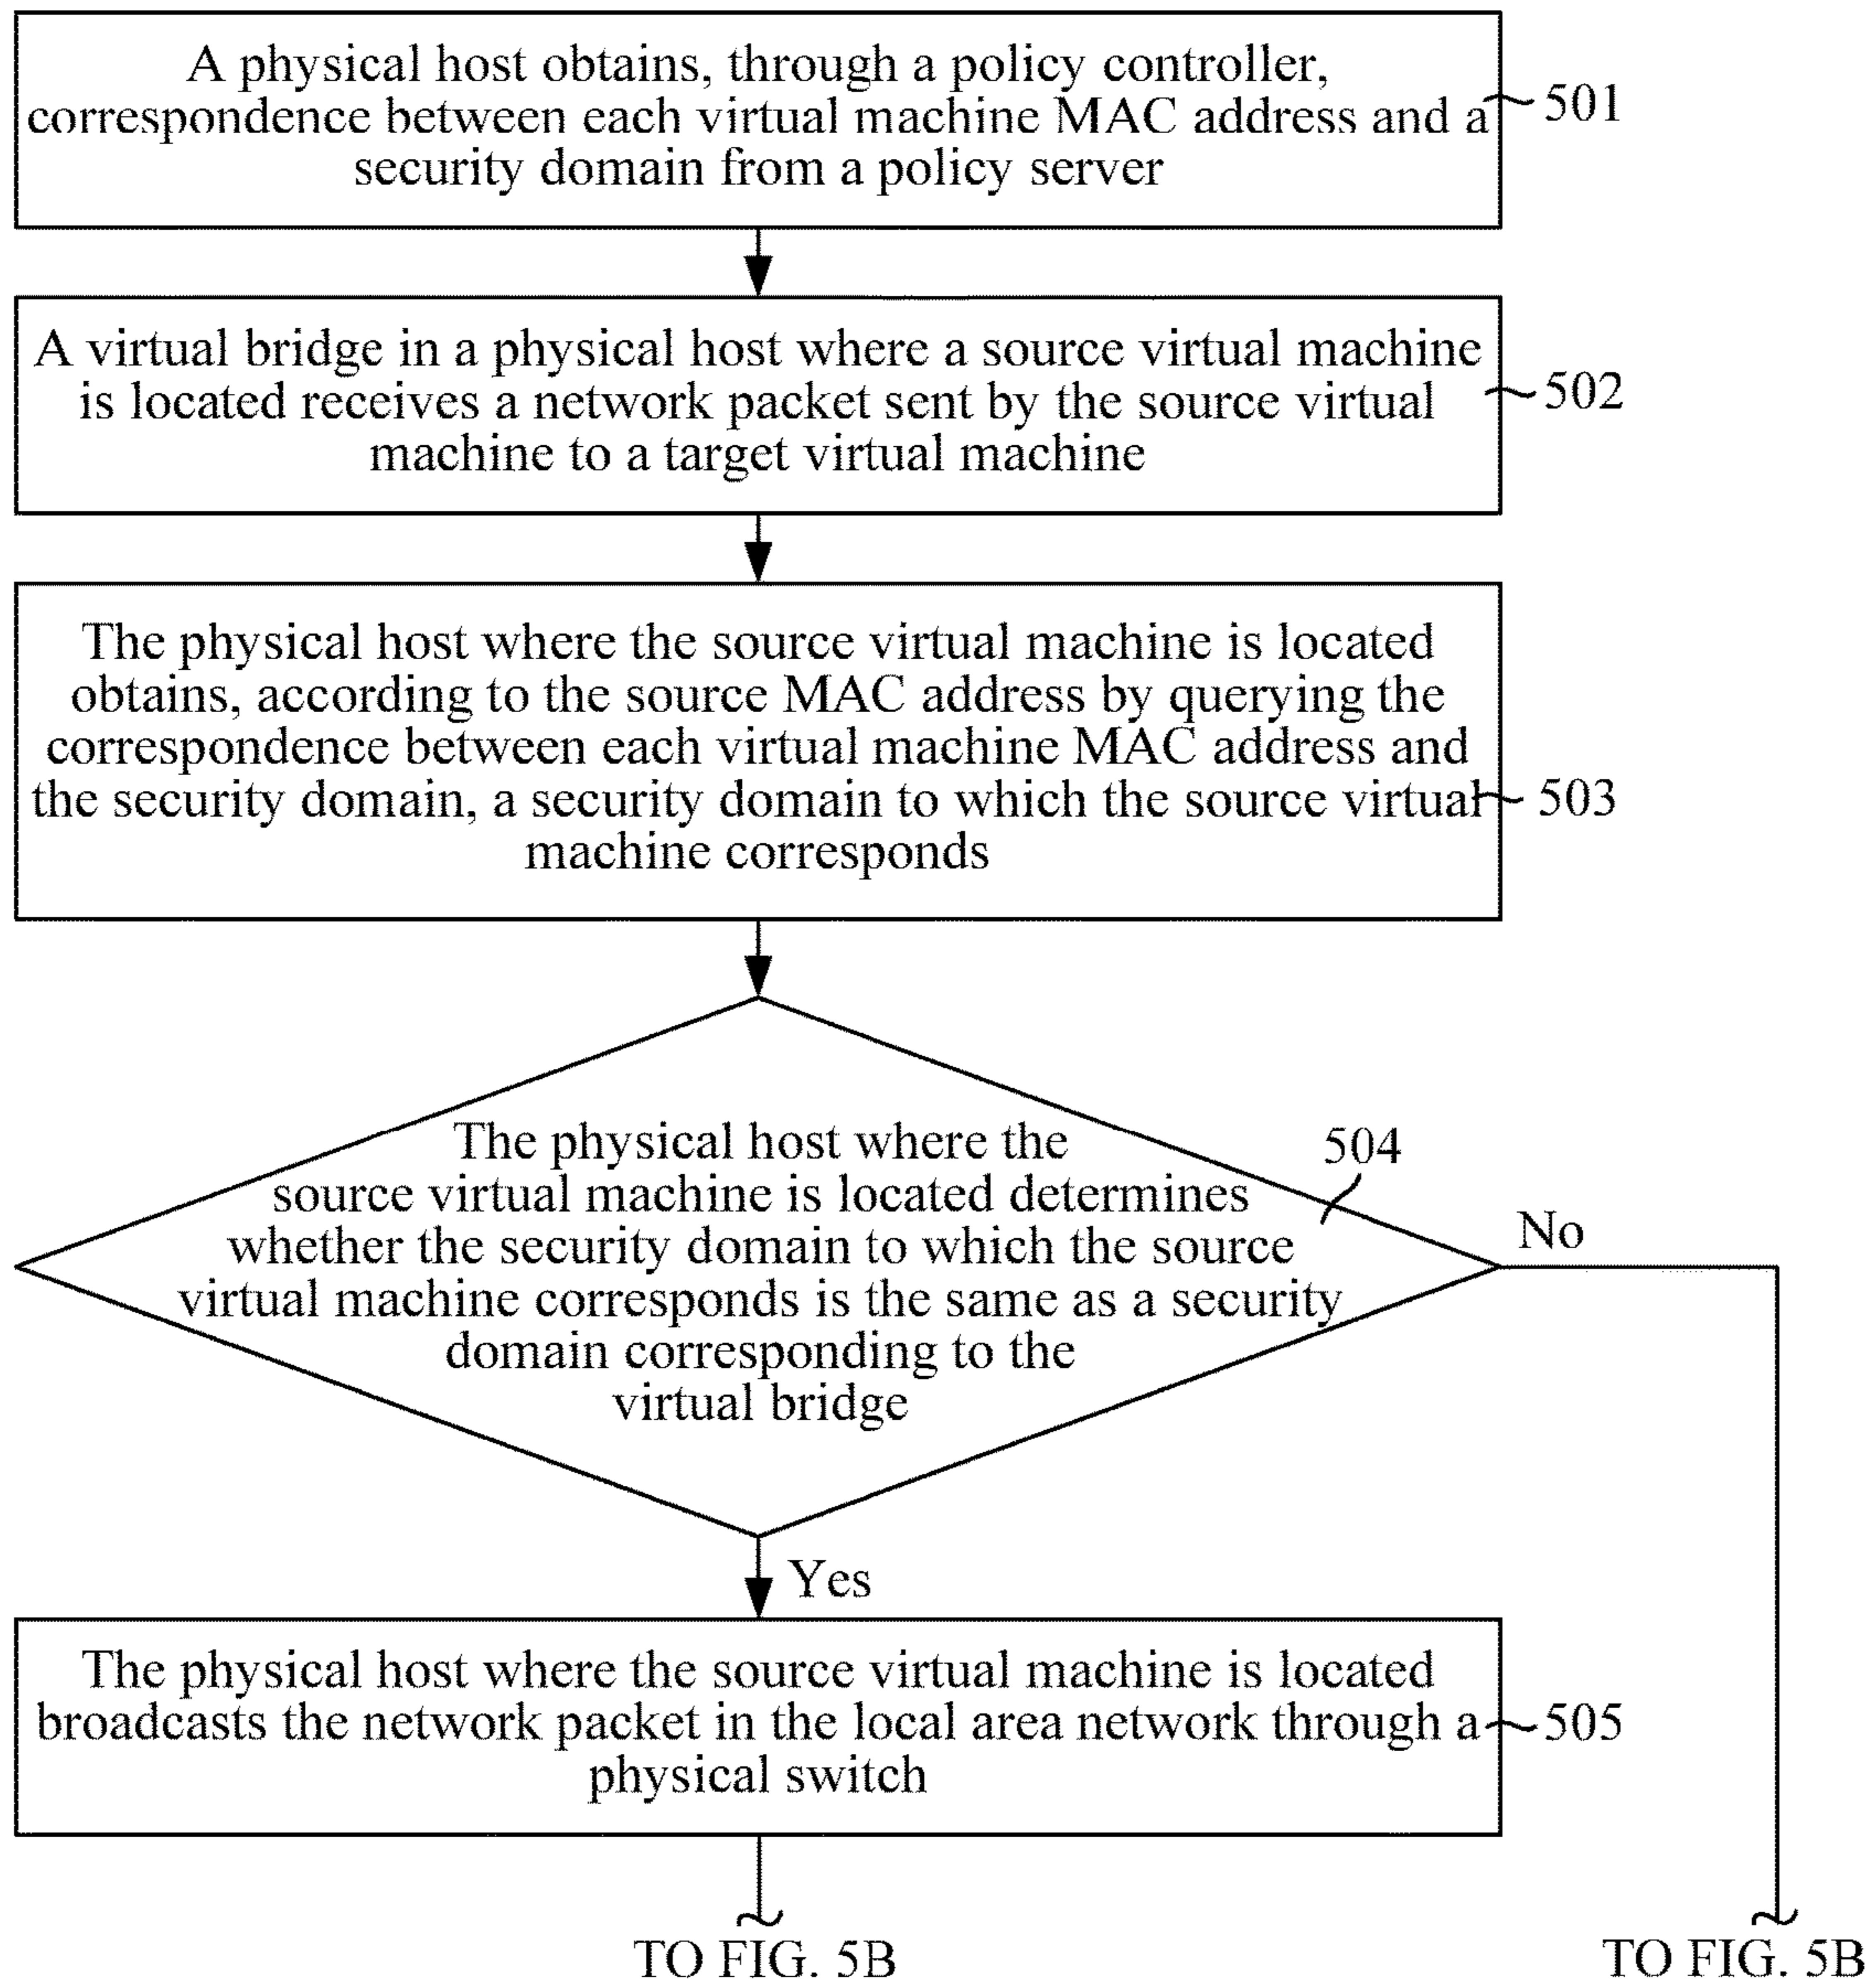 A physical host obtains, through a policy controller,
correspondence between each virtual machine MAC address and a
security domain from a policy server
501
A virtual bridge in a physical host where a source virtual machine
is located receives a network packet sent by the source virtual
machine to a target virtual machine
502
The physical host where the source virtual machine is located
obtains, according to the source MAC address by querying the
correspondence between each virtual machine MAC address and
the security domain, a security domain to which the source virtual
machine corresponds
503
The physical host where the
source virtual machine is located determines
whether the security domain to which the source
virtual machine corresponds is the same as a security
domain corresponding to the
virtual bridge
504
No
Yes
The physical host where the source virtual machine is located
broadcasts the network packet in the local area network through a
physical switch
505
TO FIG. 5B
TO FIG. 5B